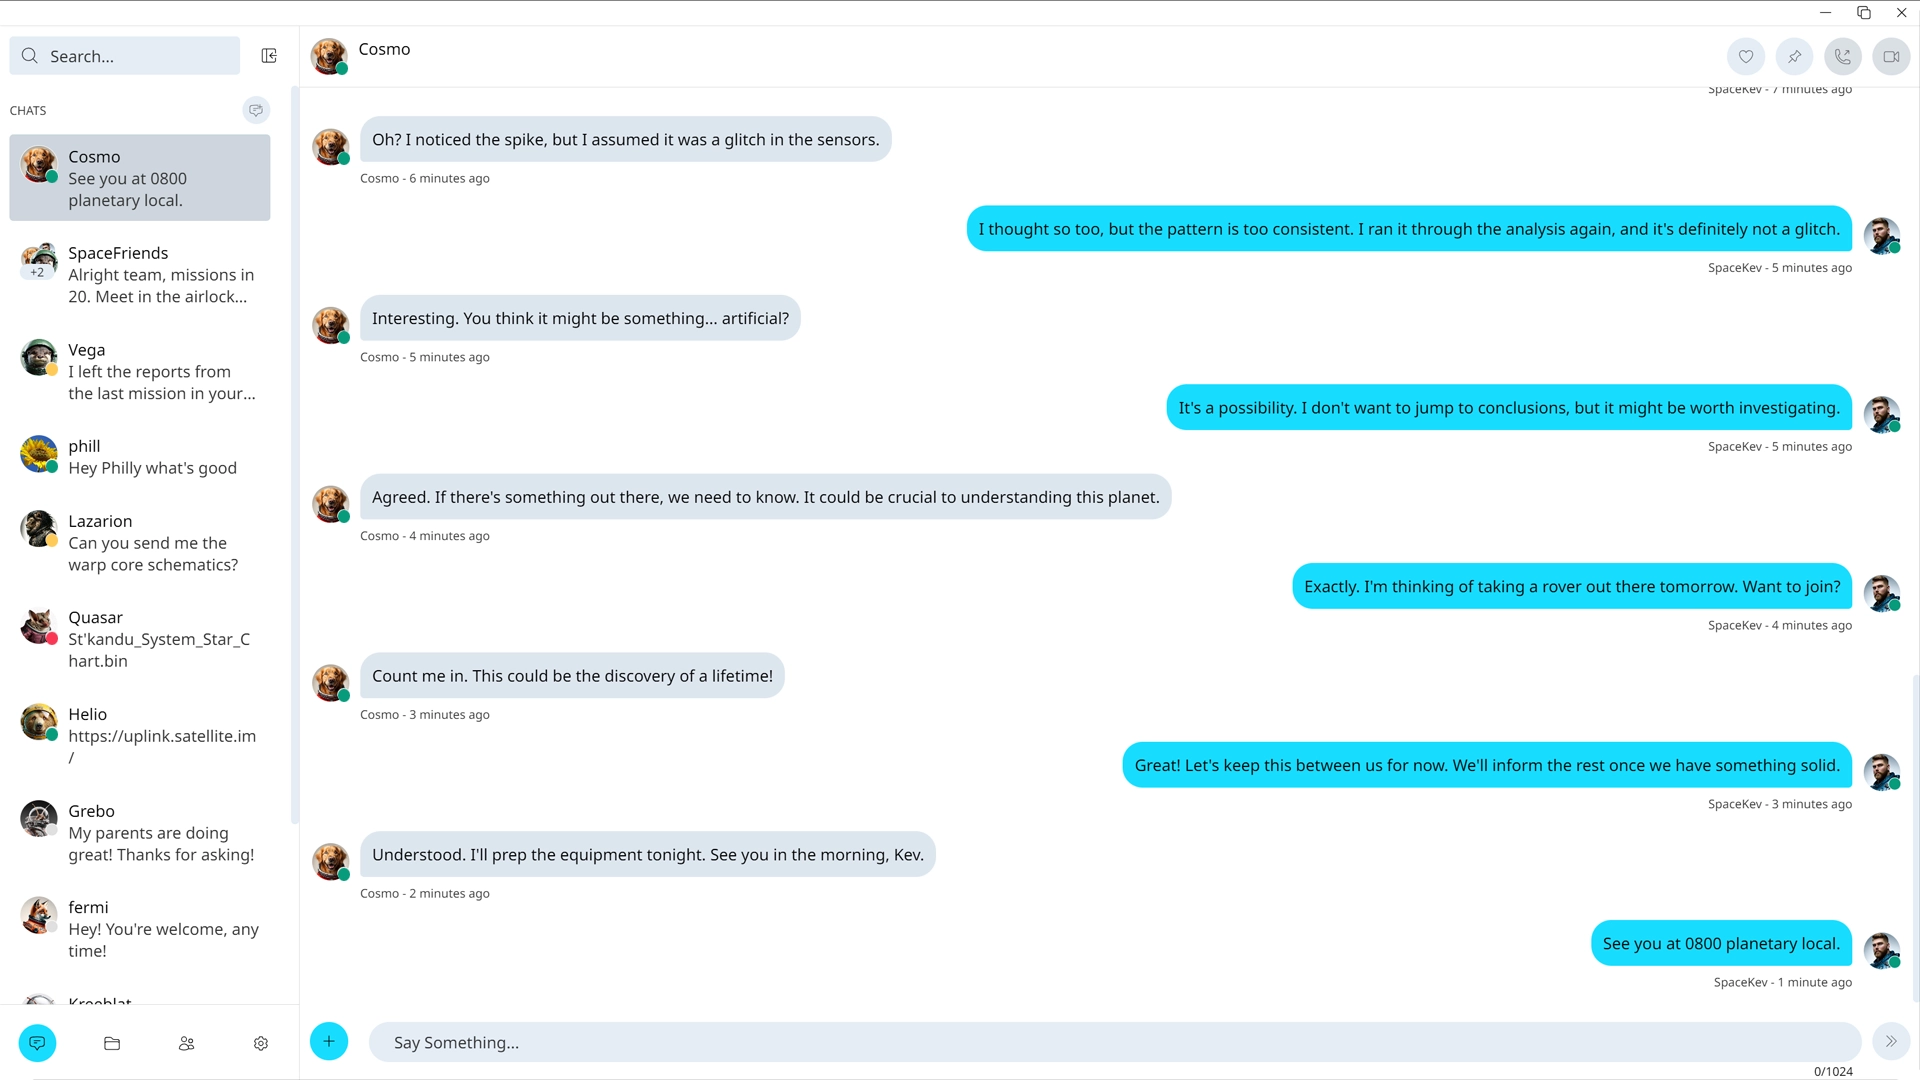 Search...
CHATS
Cosmo
See you at 0800
planetary local.
SpaceFriends
+2
Alright team, missions in
20. Meet in the airlock...
Vega
I left the reports from
the last mission in your...
phill
Hey Philly what's good
Lazarion
Can you send me the
warp core schematics?
Quasar
St'kandu_System_Star_C
hart.bin
Helio
https://uplink.satellite.im
/
Grebo
My parents are doing
great! Thanks for asking!
fermi
Hey! You're welcome, any
time!
Kreeblat
Cosmo
SpaceKev - 7 minutes ago
Oh? I noticed the spike, but I assumed it was a glitch in the sensors.
Cosmo - 6 minutes ago
I thought so too, but the pattern is too consistent. I ran it through the analysis again, and it's definitely not a glitch.
SpaceKev - 5 minutes ago
Interesting. You think it might be something... artificial?
Cosmo - 5 minutes ago
It's a possibility. I don't want to jump to conclusions, but it might be worth investigating.
SpaceKev - 5 minutes ago
Agreed. If there's something out there, we need to know. It could be crucial to understanding this planet.
Cosmo - 4 minutes ago
Exactly. I'm thinking of taking a rover out there tomorrow. Want to join?
SpaceKev - 4 minutes ago
Count me in. This could be the discovery of a lifetime!
Cosmo - 3 minutes ago
Great! Let's keep this between us for now. We'll inform the rest once we have something solid.
SpaceKev - 3 minutes ago
Understood. I'll prep the equipment tonight. See you in the morning, Kev.
Cosmo - 2 minutes ago
See you at 0800 planetary local.
SpaceKev - 1 minute ago
Say Something...
0/1024